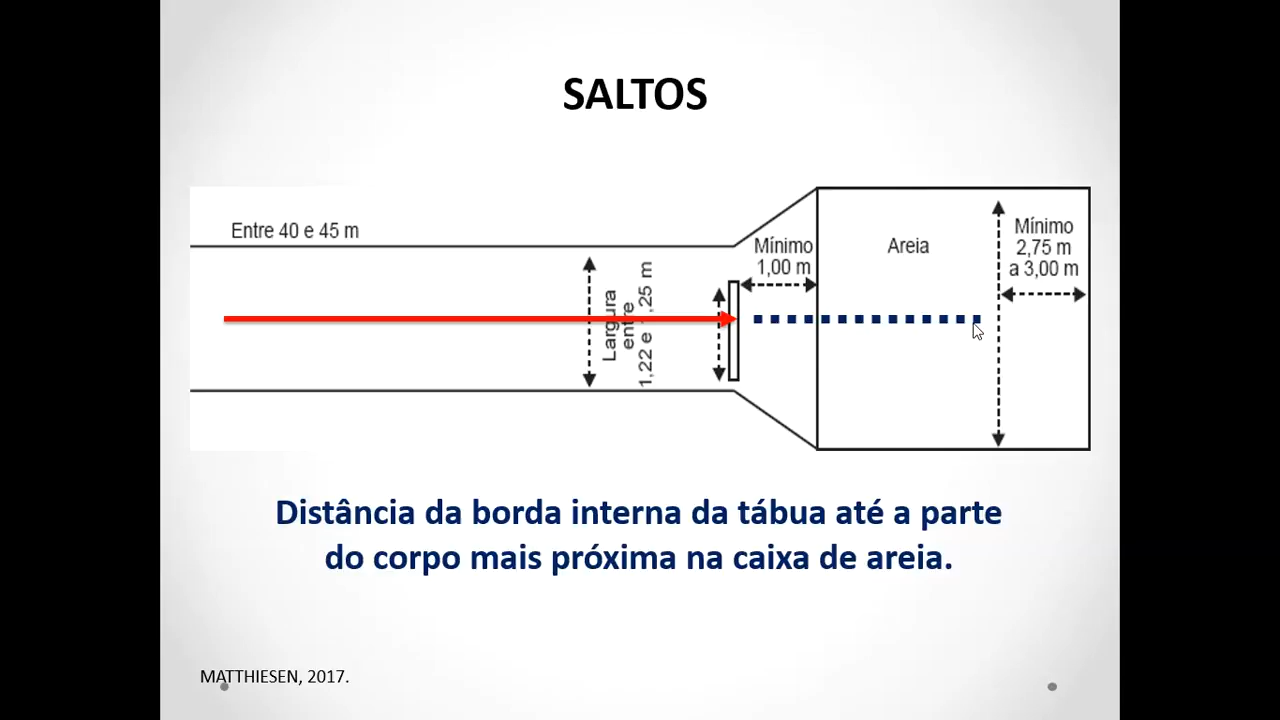 SALTOS
Entre 40 e 45 m
Largura
entre
1,22 e ,25 m
Mínimo
1,00 m
Areia
Mínimo
2,75 m
a 3,00 m
Distância da borda interna da tábua até a parte
do corpo mais próxima na caixa de areia.
MATTHIESEN, 2017.